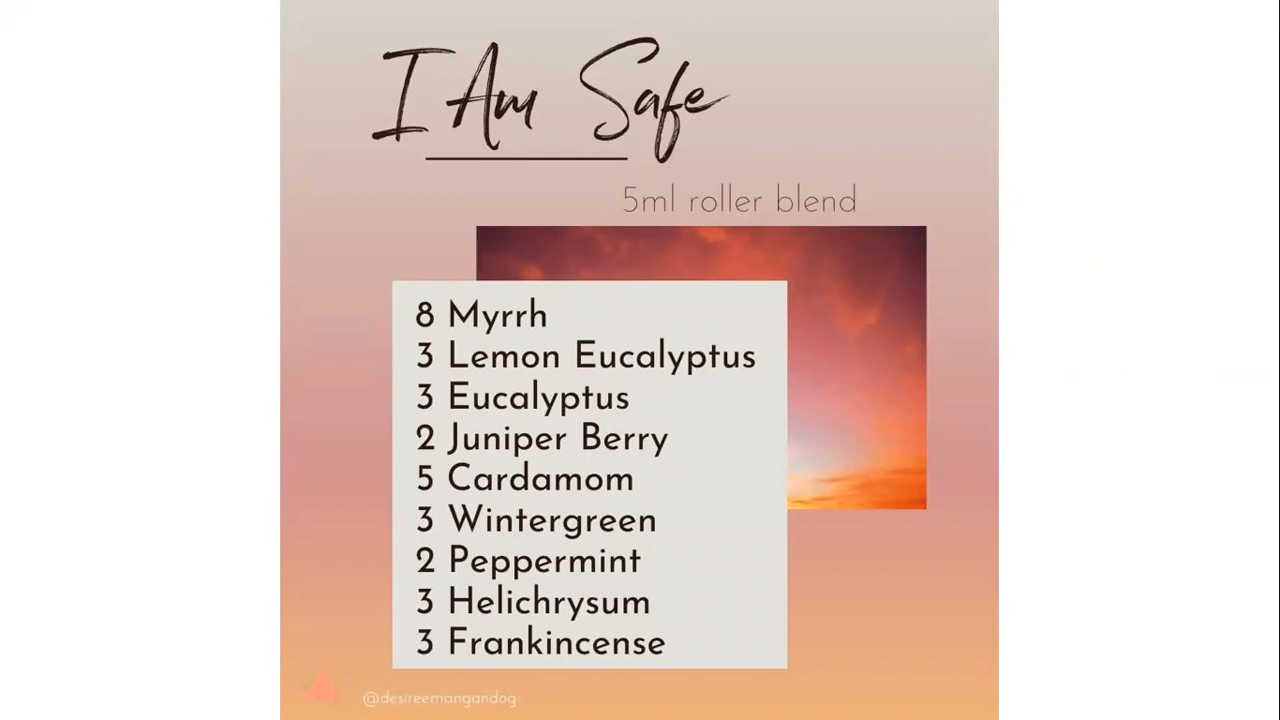 I Am Safe
5ml roller blend
8 Myrrh
3 Lemon Eucalyptus
3 Eucalyptus
2 Juniper Berry
5 Cardamom
3 Wintergreen
2 Peppermint
3 Helichrysum
3 Frankincense
@desireemangandog